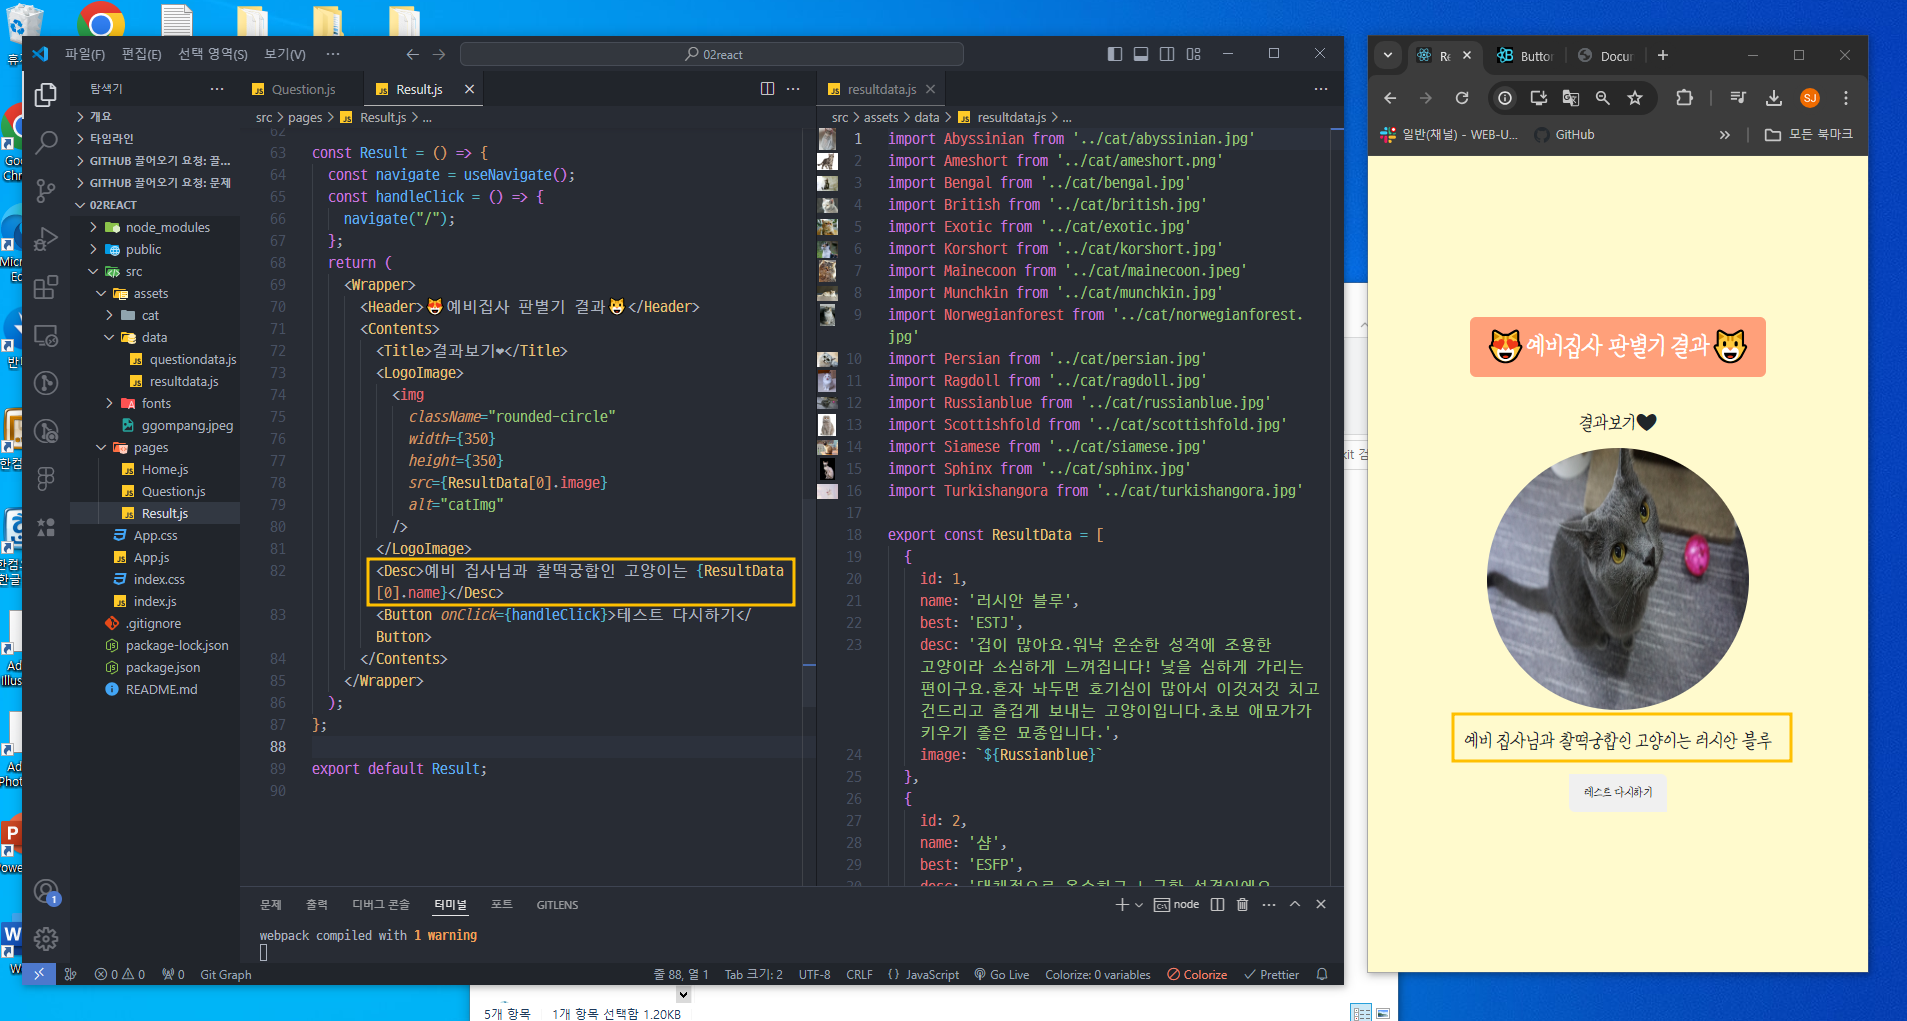 파일(F) 편집(E) 선택 영역(S) 보기(V) ···
02react
탐색기
개요
타임라인
GITHUB 끌어오기 요청: 끌...
GITHUB 끌어오기 요청: 문제
02REACT
node_modules
public
src
assets
cat
data
questiondata.js
resultdata.js
fonts
ggompang.jpeg
pages
Home.js
Question.js
Result.js
App.css
App.js
index.css
index.js
.gitignore
package-lock.json
package.json
README.md
Question.js Result.js
src > pages > Result.js > ...
62
63 const Result = () => {
64 const navigate = useNavigate();
65 const handleClick = () => {
66 navigate("/");
67 };
68 return (
69 <Wrapper>
70 <Header>😻예비집사 판별기 결과🐱</Header>
71 <Contents>
72 <Title>결과보기❤</Title>
73 <LogoImage>
74 <img
75 className="rounded-circle"
76 width={350}
77 height={350}
78 src={ResultData[0].image}
79 alt="catImg"
80 />
81 </LogoImage>
82 <Desc>예비 집사님과 찰떡궁합인 고양이는 {ResultData
[0].name}</Desc>
83 <Button onClick={handleClick}>테스트 다시하기</
Button>
84 </Contents>
85 </Wrapper>
86 );
87 };
88
89 export default Result;
90
resultdata.js
src > assets > data > resultdata.js > ...
1 import Abyssinian from '../cat/abyssinian.jpg'
2 import Ameshort from '../cat/ameshort.png'
3 import Bengal from '../cat/bengal.jpg'
4 import British from '../cat/british.jpg'
5 import Exotic from '../cat/exotic.jpg'
6 import Korshort from '../cat/korshort.jpg'
7 import Mainecoon from '../cat/mainecoon.jpeg'
8 import Munchkin from '../cat/munchkin.jpg'
9 import Norwegianforest from '../cat/norwegianforest.
jpg'
10 import Persian from '../cat/persian.jpg'
11 import Ragdoll from '../cat/ragdoll.jpg'
12 import Russianblue from '../cat/russianblue.jpg'
13 import Scottishfold from '../cat/scottishfold.jpg'
14 import Siamese from '../cat/siamese.jpg'
15 import Sphinx from '../cat/sphinx.jpg'
16 import Turkishangora from '../cat/turkishangora.jpg'
17
18 export const ResultData = [
19 {
20 id: 1,
21 name: '러시안 블루',
22 best: 'ESTJ',
23 desc: '겁이 많아요.워낙 온순한 성격에 조용한
고양이라 소심하게 느껴집니다! 낯을 심하게 가리는
편이구요.혼자 놔두면 호기심이 많아서 이것저것 치고
건드리고 즐겁게 보내는 고양이입니다.초보 애묘가가
키우기 좋은 묘종입니다.',
24 image: `${Russianblue}`
25 },
26 {
27 id: 2,
28 name: '샴',
29 best: 'ESFP',
문제 출력 디버그 콘솔 터미널 포트 GITLENS
node
webpack compiled with 1 warning
0 0 0 Git Graph 줄 88, 열 1 Tab 크기: 2 UTF-8 CRLF {} JavaScript Go Live Colorize: 0 variables Colorize Prettier
5개 항목 1개 항목 선택함 1.20KB
Re Button Docur
SJ
일반(채널) - WEB-U... GitHub 모든 북마크
😻예비집사 판별기 결과🐱
결과보기🖤
예비 집사님과 찰떡궁합인 고양이는 러시안 블루
테스트 다시하기